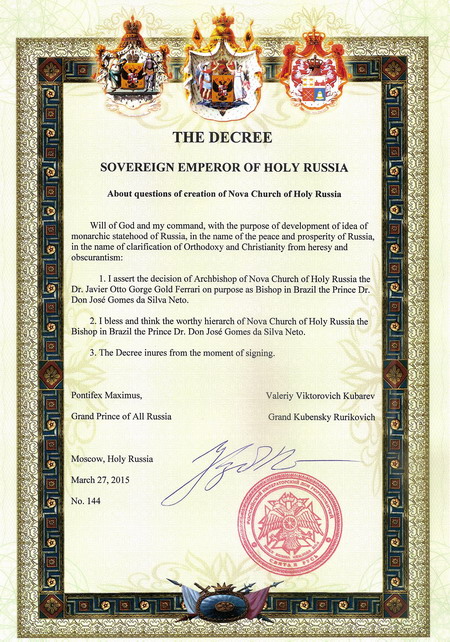 THE DECREE
SOVEREIGN EMPEROR OF HOLY RUSSIA
About questions of creation of Nova Church of Holy Russia
Will of God and my command, with the purpose of development of idea of
monarchic statehood of Russia, in the name of the peace and prosperity of Russia,
in the name of clarification of Orthodoxy and Christianity from heresy and
obscurantism:
1. I assert the decision of Archbishop of Nova Church of Holy Russia the
Dr. Javier Otto Gorge Gold Ferrari on purpose as Bishop in Brazil the Prince Dr.
Don José Gomes da Silva Neto.
2. I bless and think the worthy hierarch of Nova Church of Holy Russia the
Bishop in Brazil the Prince Dr. Don José Gomes da Silva Neto.
3. The Decree inures from the moment of signing.
Pontifex Maximus, Valeriy Viktorovich Kubarev
Grand Prince of All Russia Grand Kubensky Rurikovich
Moscow, Holy Russia
March 27, 2015
No. 144